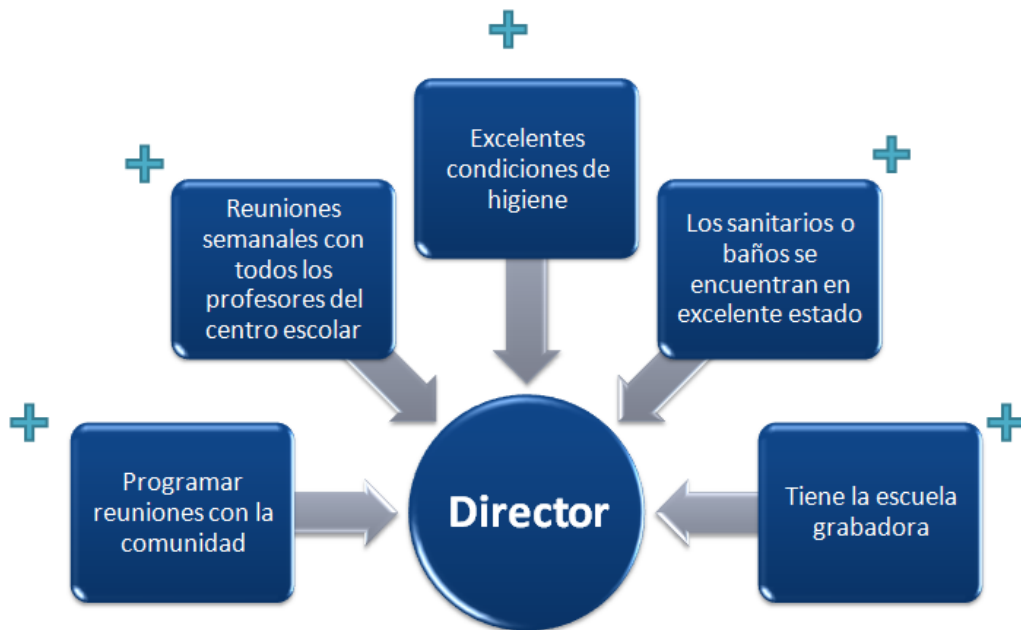 Excelentes
condiciones de
higiene
Reuniones
semanales con
todos los
profesores del
centro escolar
Los sanitarios o
baños se
encuentran en
excelente estado
Programar
reuniones con la
comunidad
Director
Tiene la escuela
grabadora